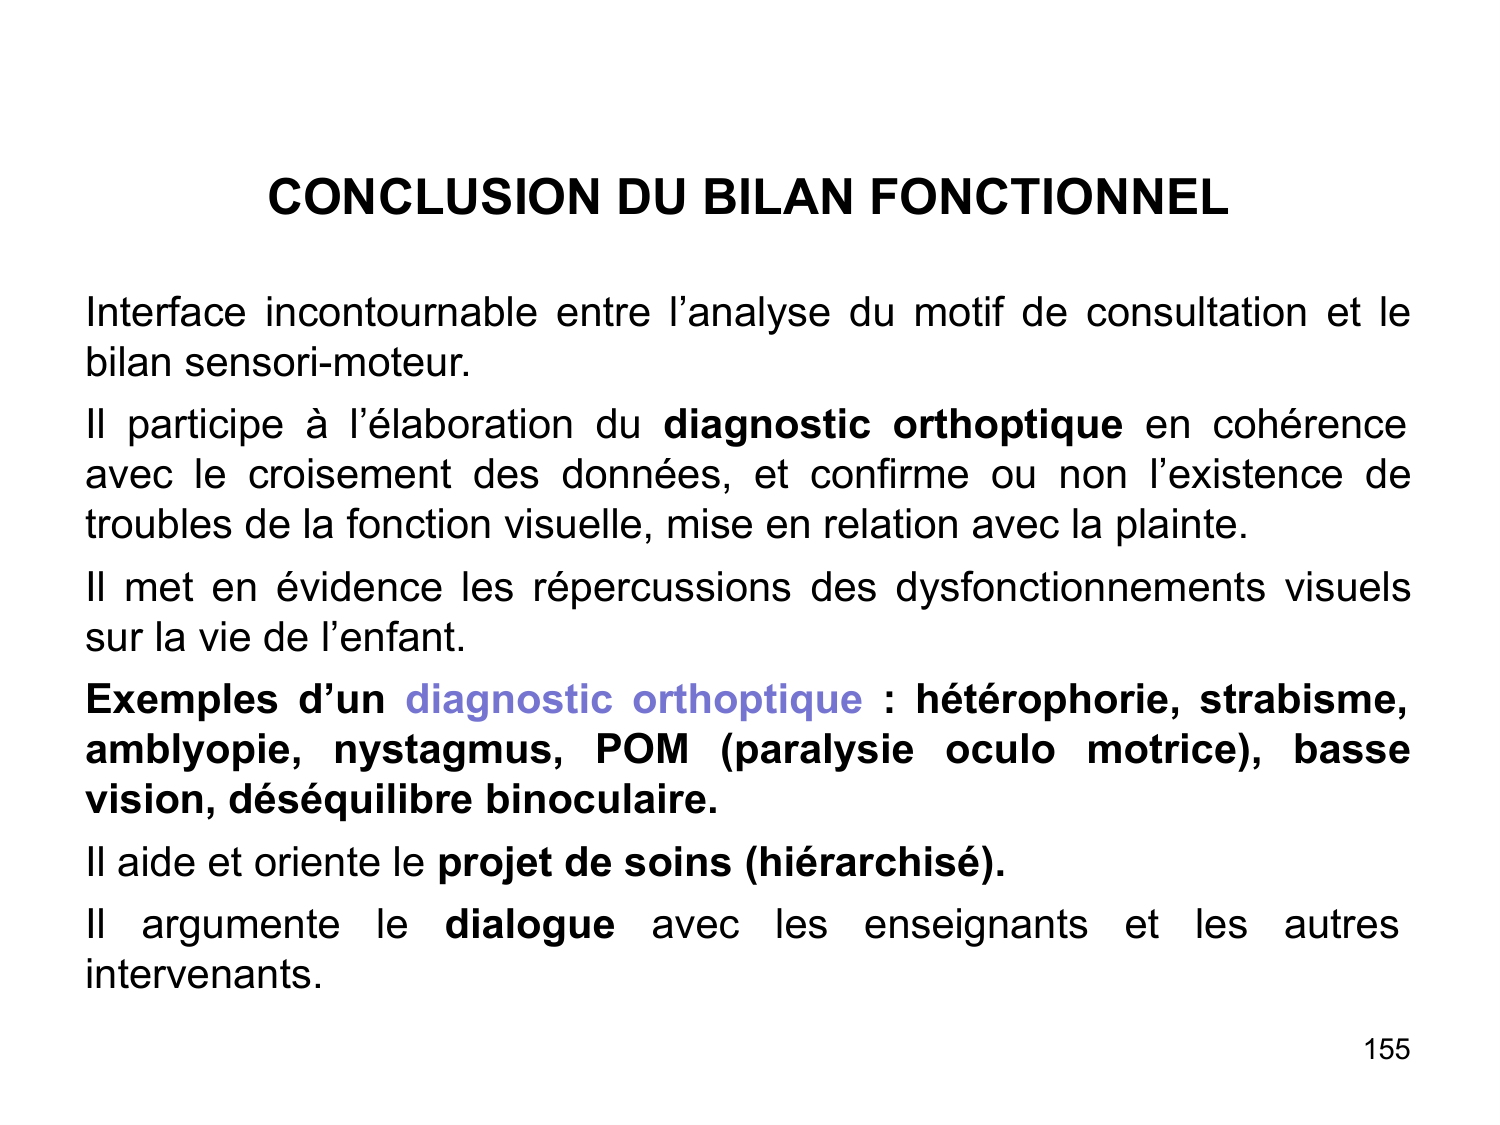 CONCLUSION DU BILAN FONCTIONNEL
Interface incontournable entre l’analyse du motif de consultation et le
bilan sensori-moteur.
Il participe à l’élaboration du diagnostic orthoptique en cohérence
avec le croisement des données, et confirme ou non l’existence de
troubles de la fonction visuelle, mise en relation avec la plainte.
Il met en évidence les répercussions des dysfonctionnements visuels
sur la vie de l’enfant.
Exemples d’un diagnostic orthoptique : hétérophorie, strabisme,
amblyopie, nystagmus, POM (paralysie oculo motrice), basse
vision, déséquilibre binoculaire.
Il aide et oriente le projet de soins (hiérarchisé).
Il argumente le dialogue avec les enseignants et les autres
intervenants.
155